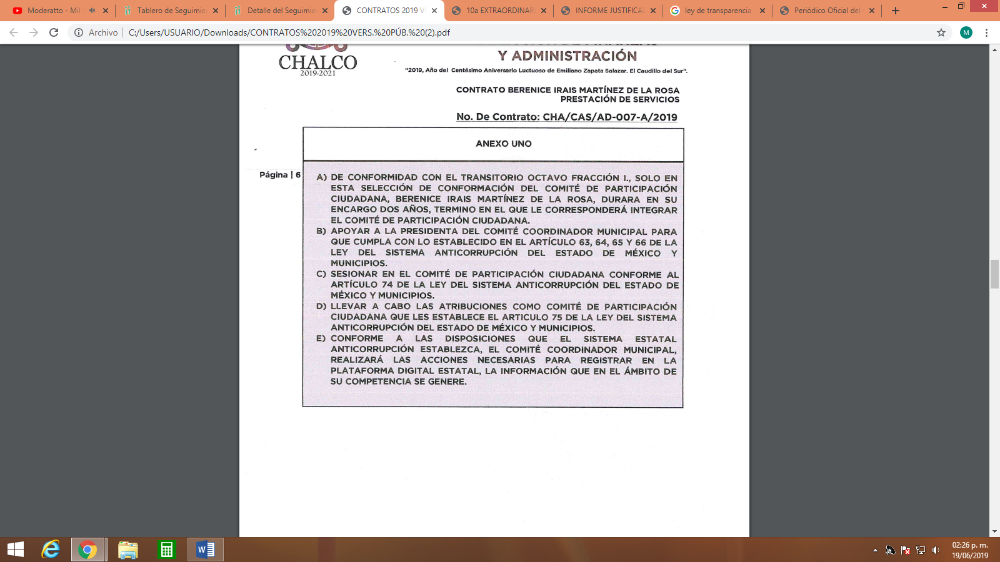 Moderatto - Mil
Tablero de Seguimie
Detalle del Seguimie
CONTRATOS 2019 V
10a EXTRAORDINAR
INFORME JUSTIFICA
ley de transparencia
Periódico Oficial del
Archivo
C:/Users/USUARIO/Downloads/CONTRATOS%202019%20VERS.%20PÚB.%20(2).pdf
M
CHALCO
2019-2021
Y ADMINISTRACIÓN
"2019, Año del Centésimo Aniversario Luctuoso de Emiliano Zapata Salazar. El Caudillo del Sur".
CONTRATO BERENICE IRAIS MARTÍNEZ DE LA ROSA
PRESTACIÓN DE SERVICIOS
No. De Contrato: CHA/CAS/AD-007-A/2019
ANEXO UNO
Página | 6
A) DE CONFORMIDAD CON EL TRANSITORIO OCTAVO FRACCIÓN I., SOLO EN
ESTA SELECCIÓN DE CONFORMACIÓN DEL COMITÉ DE PARTICIPACIÓN
CIUDADANA, BERENICE IRAIS MARTÍNEZ DE LA ROSA, DURARA EN SU
ENCARGO DOS AÑOS, TERMINO EN EL QUE LE CORRESPONDERÁ INTEGRAR
EL COMITÉ DE PARTICIPACIÓN CIUDADANA.
B) APOYAR A LA PRESIDENTA DEL COMITÉ COORDINADOR MUNICIPAL PARA
QUE CUMPLA CON LO ESTABLECIDO EN EL ARTÍCULO 63, 64, 65 Y 66 DE LA
LEY DEL SISTEMA ANTICORRUPCIÓN DEL ESTADO DE MÉXICO Y
MUNICIPIOS.
C) SESIONAR EN EL COMITÉ DE PARTICIPACIÓN CIUDADANA CONFORME AL
ARTÍCULO 74 DE LA LEY DEL SISTEMA ANTICORRUPCIÓN DEL ESTADO DE
MÉXICO Y MUNICIPIOS.
D) LLEVAR A CABO LAS ATRIBUCIONES COMO COMITÉ DE PARTICIPACIÓN
CIUDADANA QUE LES ESTABLECE EL ARTICULO 75 DE LA LEY DEL SISTEMA
ANTICORRUPCIÓN DEL ESTADO DE MÉXICO Y MUNICIPIOS.
E) CONFORME A LAS DISPOSICIONES QUE EL SISTEMA ESTATAL
ANTICORRUPCIÓN ESTABLEZCA, EL COMITÉ COORDINADOR MUNICIPAL,
REALIZARÁ LAS ACCIONES NECESARIAS PARA REGISTRAR EN LA
PLATAFORMA DIGITAL ESTATAL, LA INFORMACIÓN QUE EN EL ÁMBITO DE
SU COMPETENCIA SE GENERE.
02:26 p. m.
19/06/2019